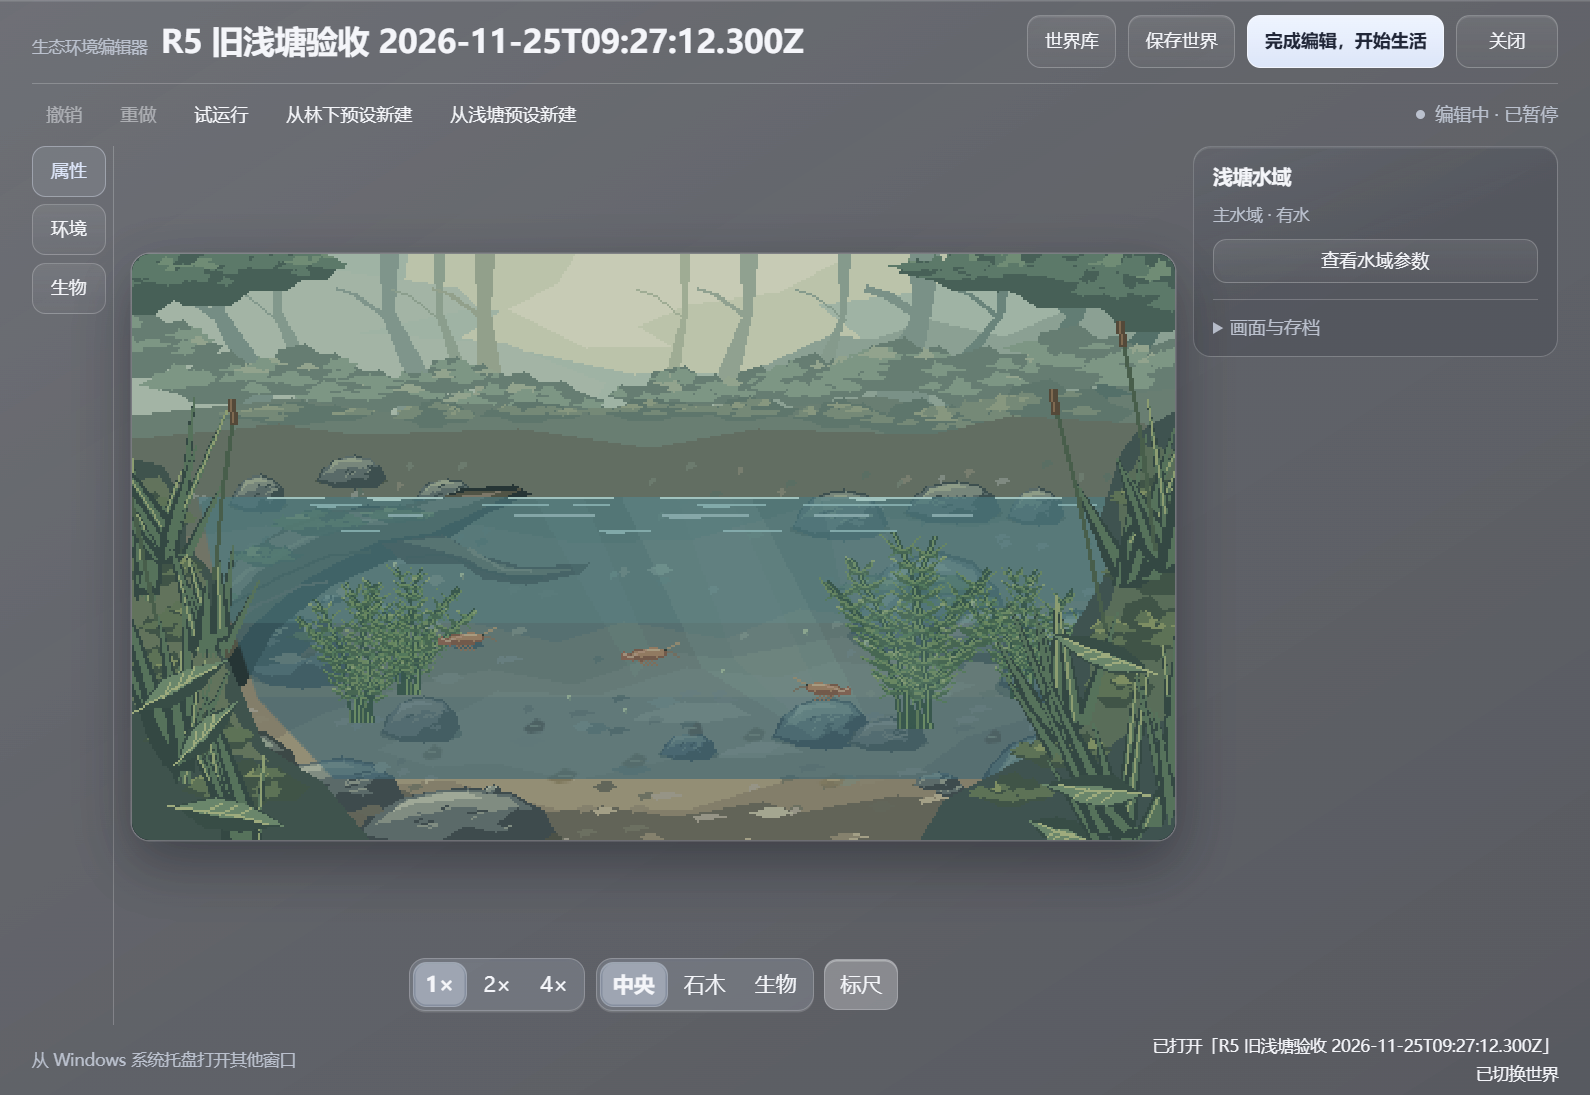 生态环境编辑器 R5 旧浅塘验收 2026-11-25T09:27:12.300Z
世界库 保存世界 完成编辑，开始生活 关闭
撤销 重做 试运行 从林下预设新建 从浅塘预设新建
编辑中 · 已暂停
属性
环境
生物
浅塘水域
主水域 · 有水
查看水域参数
画面与存档
1× 2× 4× 中央 石木 生物 标尺
从 Windows 系统托盘打开其他窗口
已打开「R5 旧浅塘验收 2026-11-25T09:27:12.300Z」
已切换世界